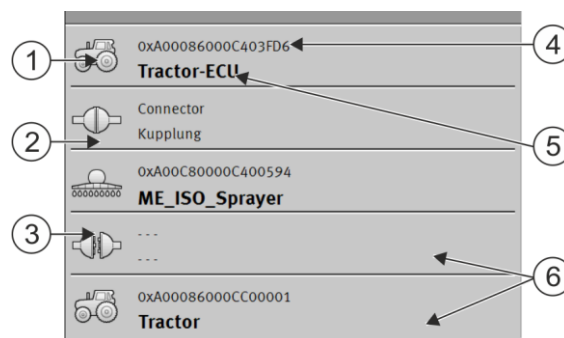 0xA00086000C403FD6
Tractor-ECU
Connector
Kupplung
0xA00C80000C400594
ME_ISO_Sprayer
- - -
- - -
0xA00086000CC00001
Tractor
1
2
3
4
5
6